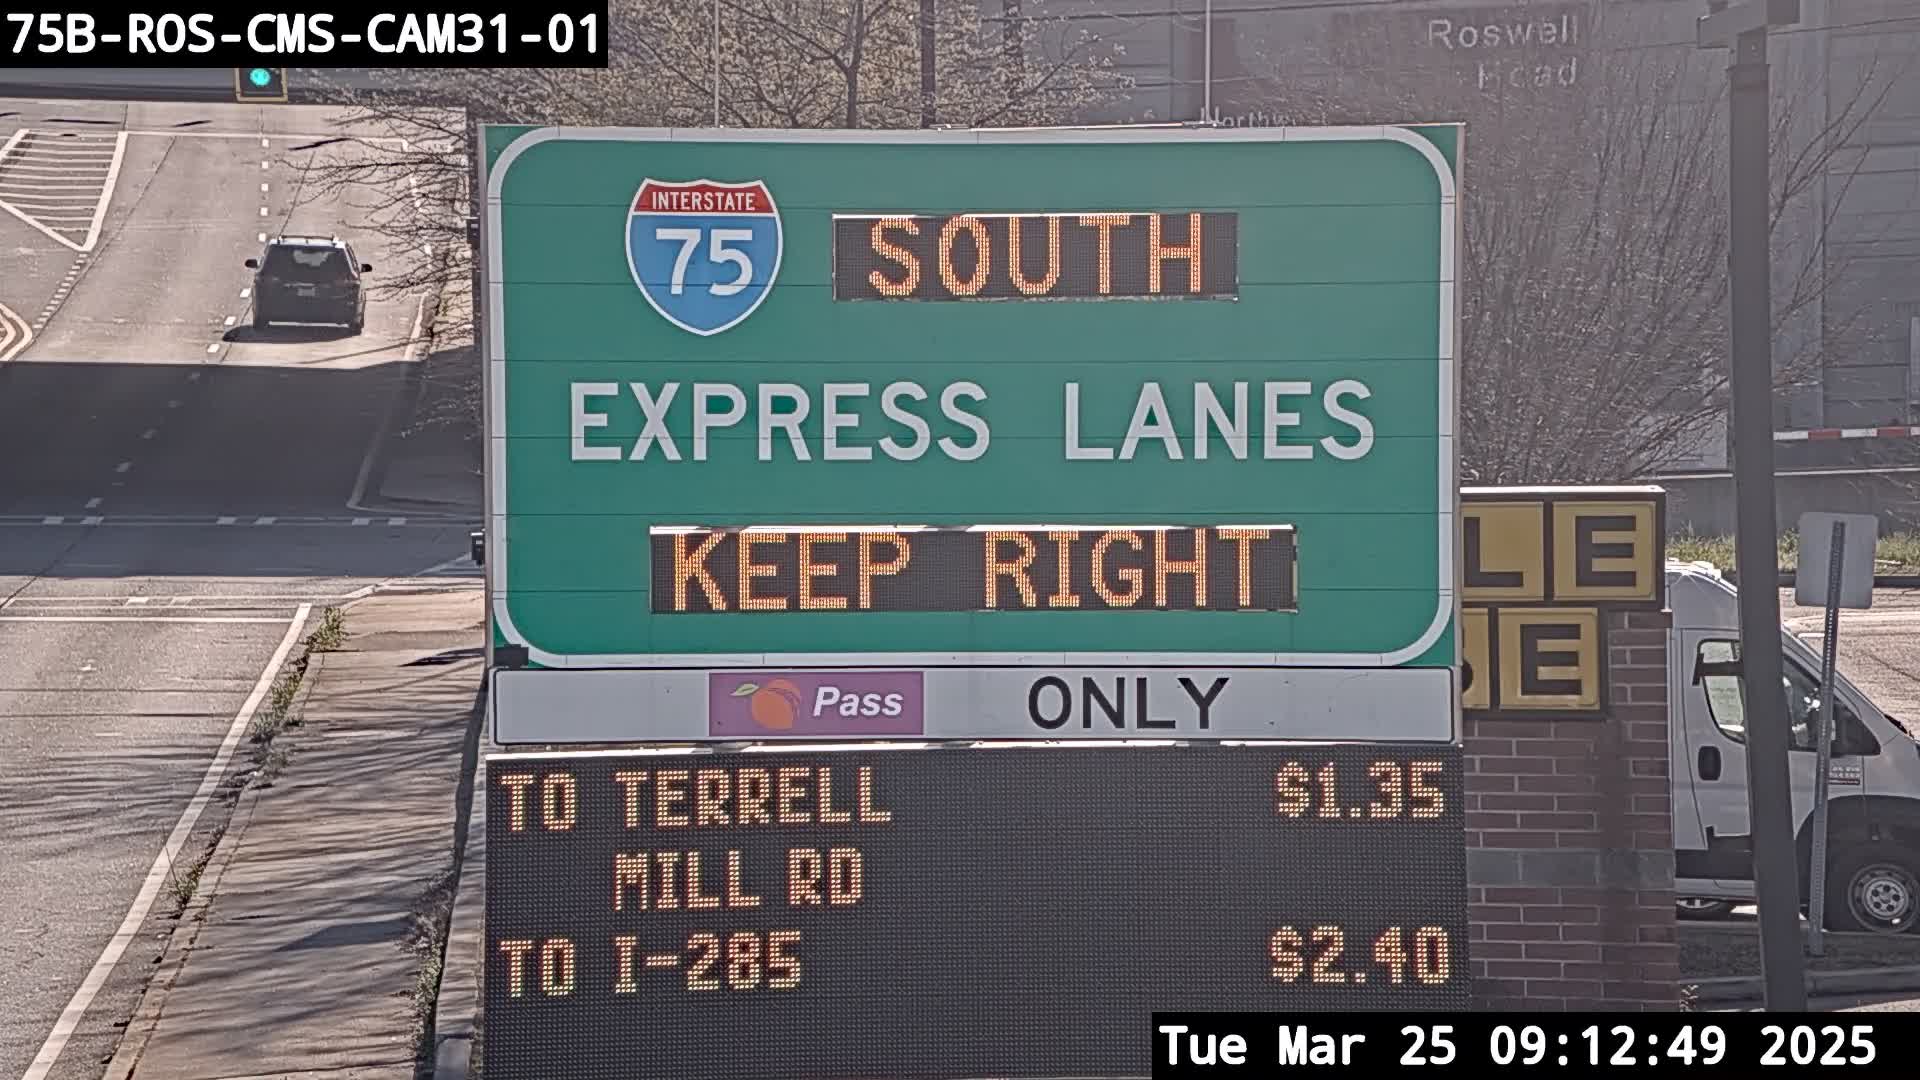 75B-ROS-CMS-CAM31-01
Roswell
Road
INTERSTATE
75
SOUTH
EXPRESS LANES
KEEP RIGHT
Pass ONLY
LE
E
TO TERRELL $1.35
MILL RD
TO I-285 $2.40
Tue Mar 25 09:12:49 2025